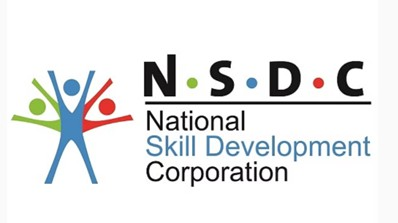 N·S·D·C
National
Skill Development
Corporation